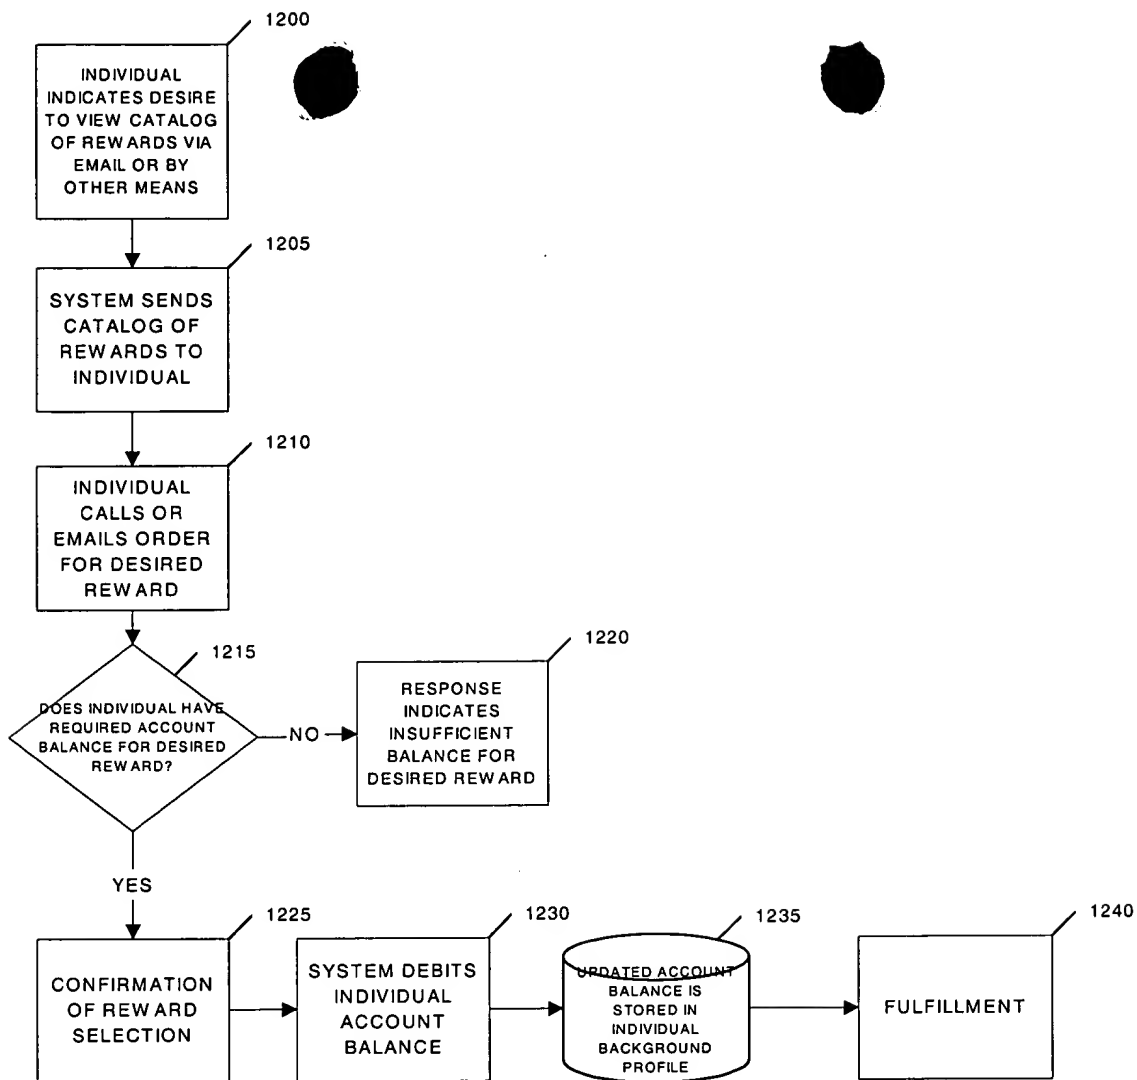 1200
INDIVIDUAL
INDICATES DESIRE
TO VIEW CATALOG
OF REWARDS VIA
EMAIL OR BY
OTHER MEANS
1205
SYSTEM SENDS
CATALOG OF
REWARDS TO
INDIVIDUAL
1210
INDIVIDUAL
CALLS OR
EMAILS ORDER
FOR DESIRED
REWARD
1215
DOES INDIVIDUAL HAVE
REQUIRED ACCOUNT
BALANCE FOR DESIRED
REWARD?
NO
1220
RESPONSE
INDICATES
INSUFFICIENT
BALANCE FOR
DESIRED REWARD
YES
1225
CONFIRMATION
OF REWARD
SELECTION
1230
SYSTEM DEBITS
INDIVIDUAL
ACCOUNT
BALANCE
1235
UPDATED ACCOUNT
BALANCE IS
STORED IN
INDIVIDUAL
BACKGROUND
PROFILE
1240
FULFILLMENT